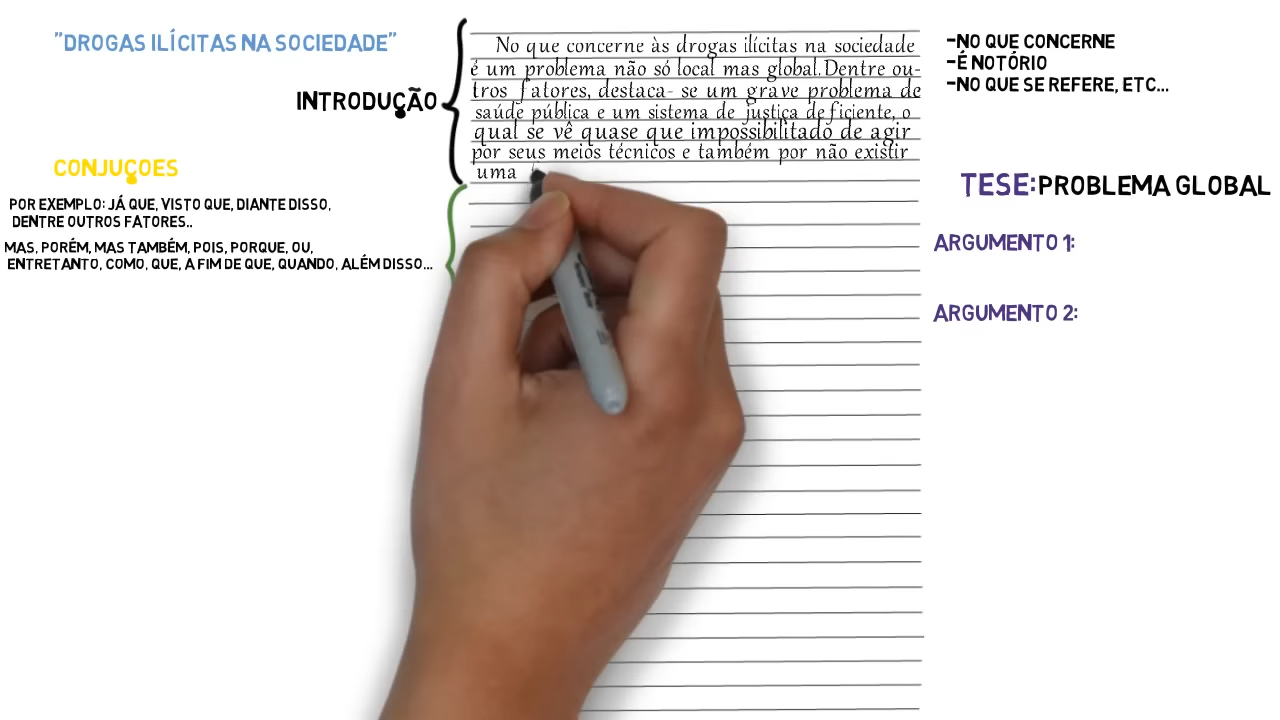 "DROGAS ILÍCITAS NA SOCIEDADE"
INTRODUÇÃO
CONJUÇOES
POR EXEMPLO: JÁ QUE, VISTO QUE, DIANTE DISSO,
DENTRE OUTROS FATORES..
MAS, PORÉM, MAS TAMBÉM, POIS, PORQUE, OU,
ENTRETANTO, COMO, QUE, A FIM DE QUE, QUANDO, ALÉM DISSO...
No que concerne às drogas ilícitas na sociedade
é um problema não só local mas global.Dentre ou-
tros fatores, destaca- se um grave problema de
saúde pública e um sistema de justiça deficiente, o
qual se vê quase que impossibilitado de agir
por seus meios técnicos e também por não existir
uma
-NO QUE CONCERNE
-É NOTÓRIO
-NO QUE SE REFERE, ETC...
TESE:PROBLEMA GLOBAL
ARGUMENTO 1:
ARGUMENTO 2: